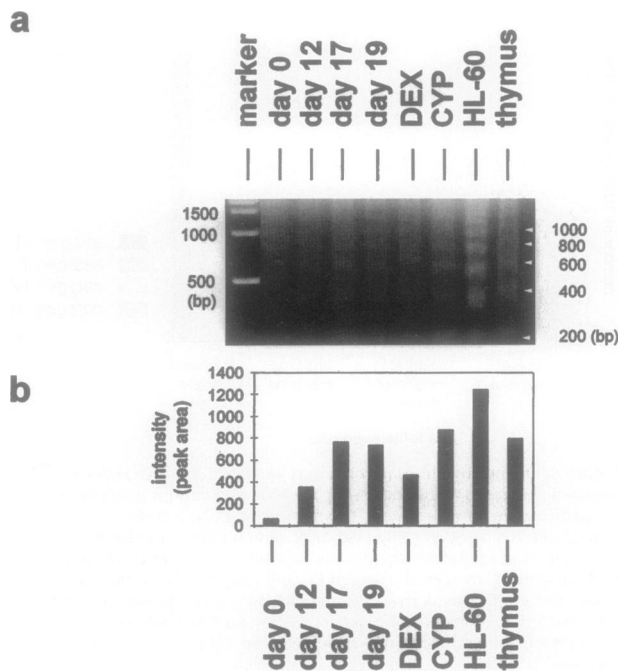 a
marker
day 0
day 12
day 17
day 19
DEX
CYP
HL-60
thymus
1500
1000
500
(bp)
1000
800
600
400
200 (bp)
b
intensity
(peak area)
1400
1200
1000
800
600
400
200
0
day 0
day 12
day 17
day 19
DEX
CYP
HL-60
thymus